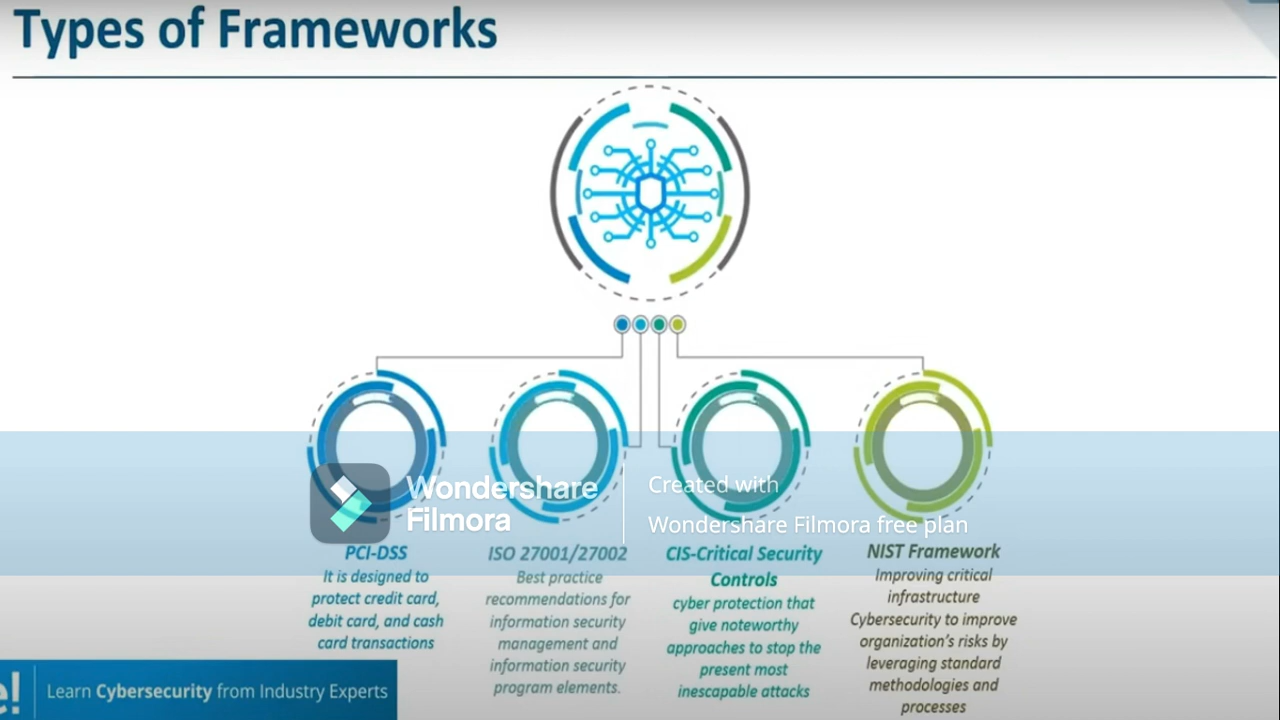 Types of Frameworks
Wondershare
Filmora
Created with
Wondershare Filmora free plan
PCI-DSS
It is designed to
protect credit card,
debit card, and cash
card transactions
ISO 27001/27002
Best practice
recommendations for
information security
management and
information security
program elements.
CIS-Critical Security
Controls
cyber protection that
give noteworthy
approaches to stop the
present most
inescapable attacks
NIST Framework
Improving critical
infrastructure
Cybersecurity to improve
organization's risks by
leveraging standard
methodologies and
processes
e!
Learn Cybersecurity from Industry Experts